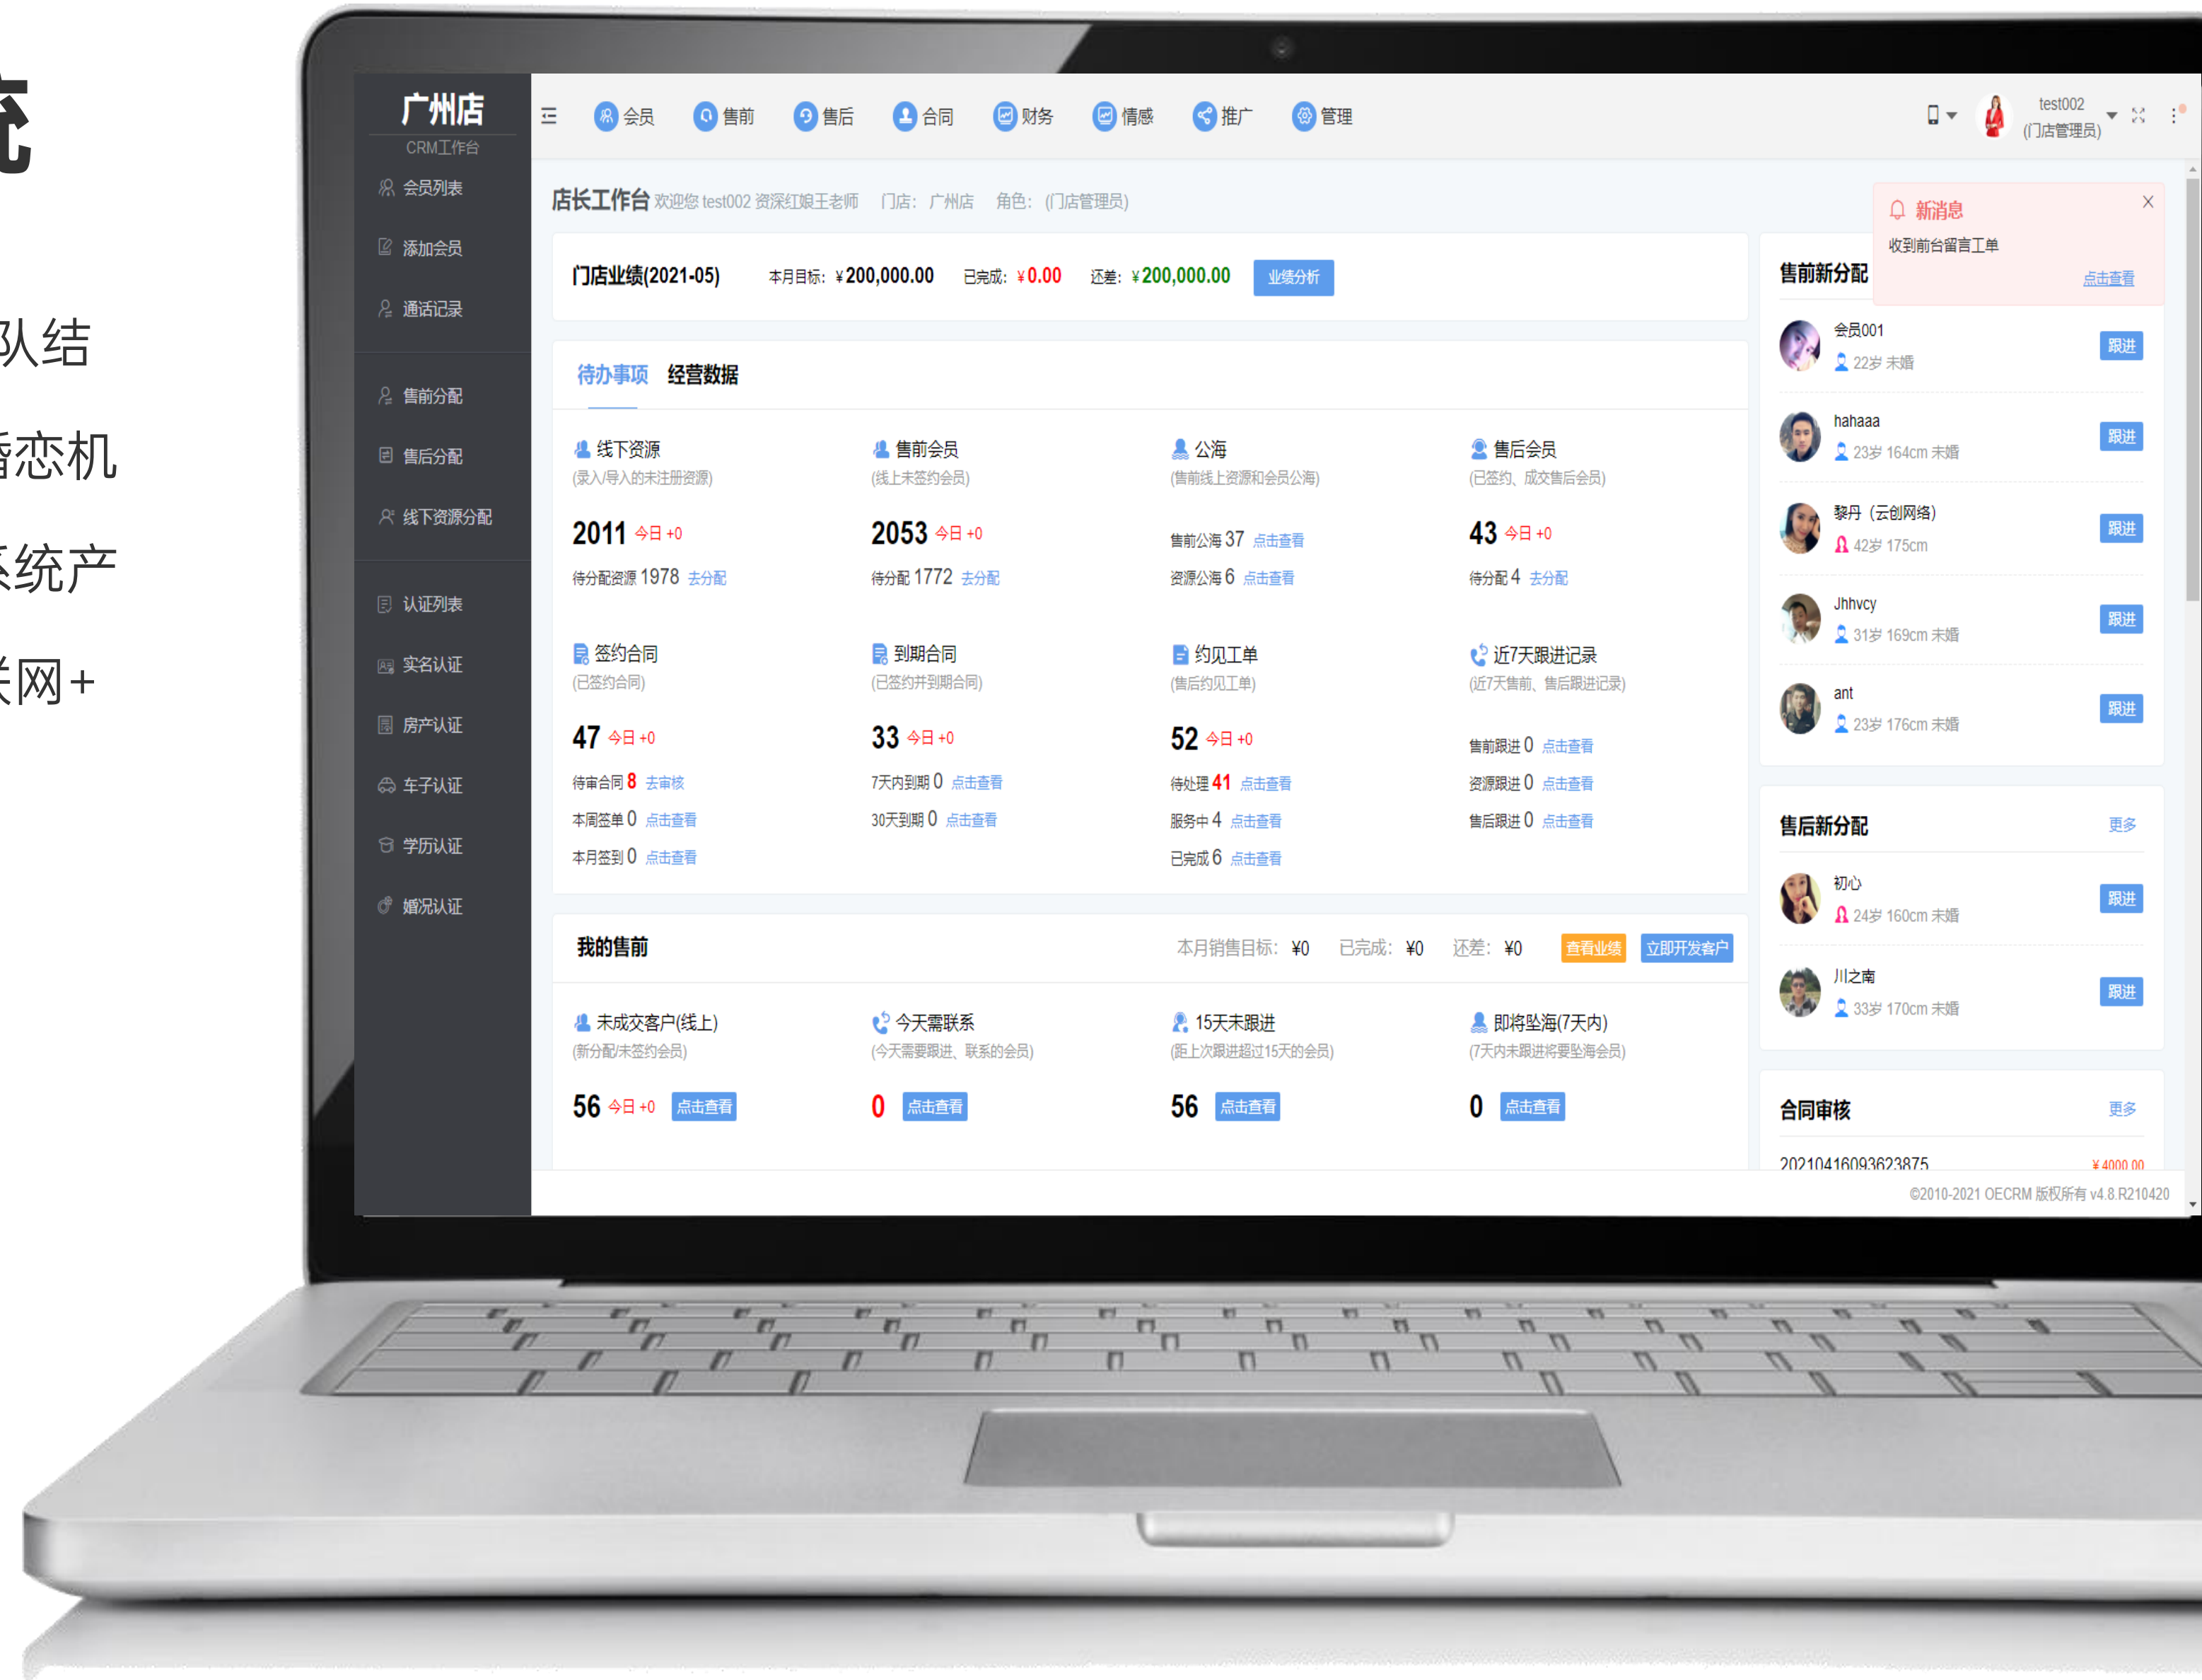 统
队结
婚恋机
系统产
联网+
广州店
CRM工作台
会员列表
添加会员
通话记录
售前分配
售后分配
线下资源分配
认证列表
实名认证
房产认证
车子认证
学历认证
婚况认证
会员 售前 售后 合同 财务 情感 推广 管理
test002
(门店管理员)
店长工作台 欢迎您 test002 资深红娘王老师 门店: 广州店 角色: (门店管理员)
新消息 X
收到前台留言工单
点击查看
门店业绩(2021-05) 本月目标: ¥200,000.00 已完成: ¥0.00 还差: ¥200,000.00 业绩分析
待办事项 经营数据
线下资源
(录入/导入的未注册资源)
2011 今日 +0
待分配资源 1978 去分配
售前会员
(线上未签约会员)
2053 今日 +0
待分配 1772 去分配
公海
(售前线上资源和会员公海)
售前公海 37 点击查看
资源公海 6 点击查看
售后会员
(已签约、成交售后会员)
43 今日 +0
待分配 4 去分配
签约合同
(已签约合同)
47 今日 +0
待审合同 8 去审核
本周签单 0 点击查看
本月签到 0 点击查看
到期合同
(已签约并到期合同)
33 今日 +0
7天内到期 0 点击查看
30天到期 0 点击查看
约见工单
(售后约见工单)
52 今日 +0
待处理 41 点击查看
服务中 4 点击查看
已完成 6 点击查看
近7天跟进记录
(近7天售前、售后跟进记录)
售前跟进 0 点击查看
资源跟进 0 点击查看
售后跟进 0 点击查看
我的售前 本月销售目标: ¥0 已完成: ¥0 还差: ¥0 查看业绩 立即开发客户
未成交客户(线上)
(新分配/未签约会员)
56 今日 +0 点击查看
今天需联系
(今天需要跟进、联系的会员)
0 点击查看
15天未跟进
(距上次跟进超过15天的会员)
56 点击查看
即将坠海(7天内)
(7天内未跟进将要坠海会员)
0 点击查看
售前新分配
会员001
22岁 未婚
跟进
hahaaa
23岁 164cm 未婚
跟进
黎丹（云创网络）
42岁 175cm
跟进
Jhhvcy
31岁 169cm 未婚
跟进
ant
23岁 176cm 未婚
跟进
售后新分配 更多
初心
24岁 160cm 未婚
跟进
川之南
33岁 170cm 未婚
跟进
合同审核 更多
20210416093623875 ¥4000.00
©2010-2021 OECRM 版权所有 v4.8.R210420